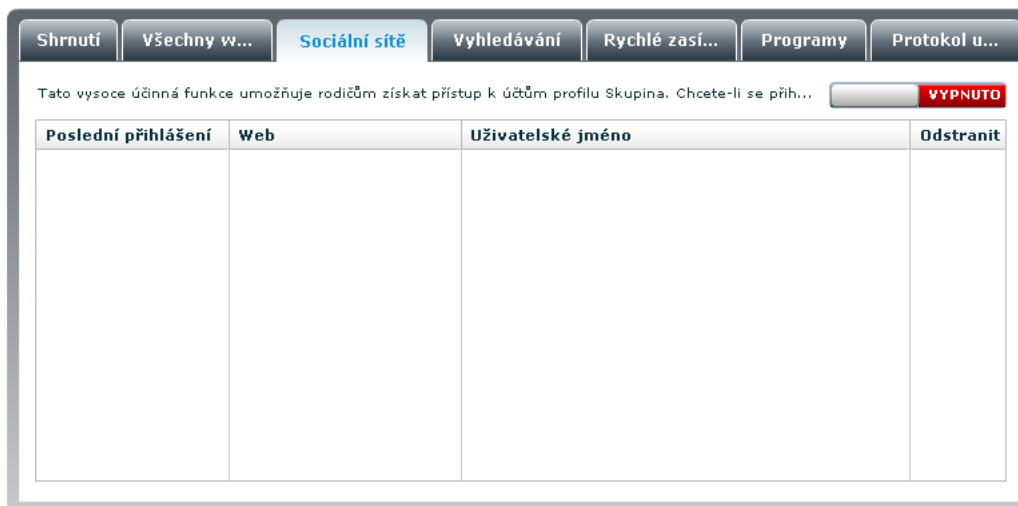 Shrnutí Všechny w... Sociální sítě Vyhledávání Rychlé zasí... Programy Protokol u...
Tato vysoce účinná funkce umožňuje rodičům získat přístup k účtům profilu Skupina. Chcete-li se přih... VYPNUTO
Poslední přihlášení Web Uživatelské jméno Odstranit